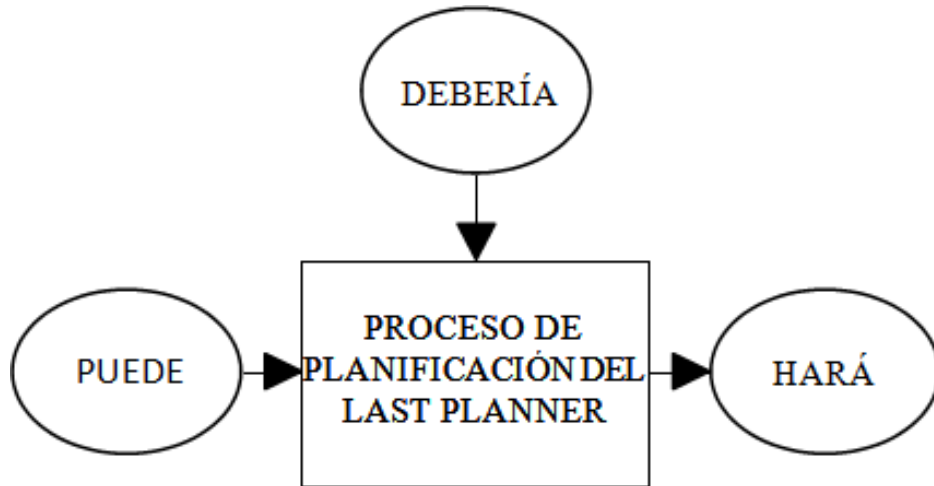 DEBERÍA
PUEDE
PROCESO DE
PLANIFICACIÓN DEL
LAST PLANNER
HARÁ